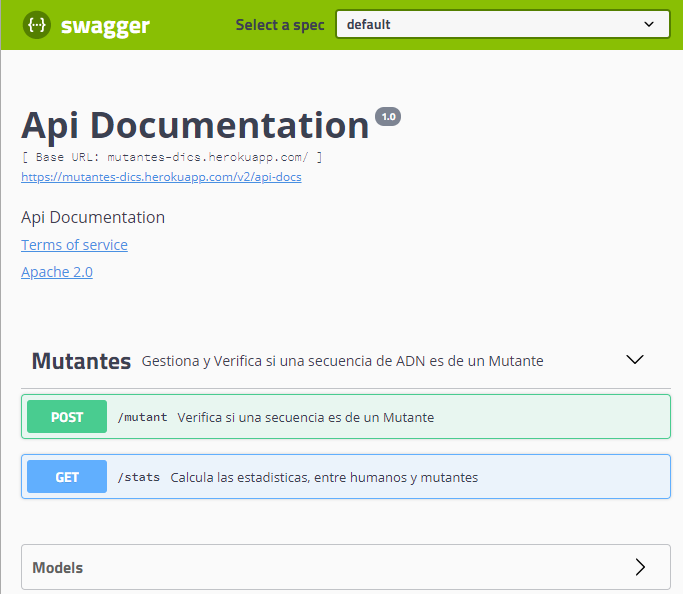 {···} swagger Select a spec default
Api Documentation 1.0
[ Base URL: mutantes-dics.herokuapp.com/ ]
https://mutantes-dics.herokuapp.com/v2/api-docs
Api Documentation
Terms of service
Apache 2.0
Mutantes Gestiona y Verifica si una secuencia de ADN es de un Mutante
POST /mutant Verifica si una secuencia es de un Mutante
GET /stats Calcula las estadisticas, entre humanos y mutantes
Models